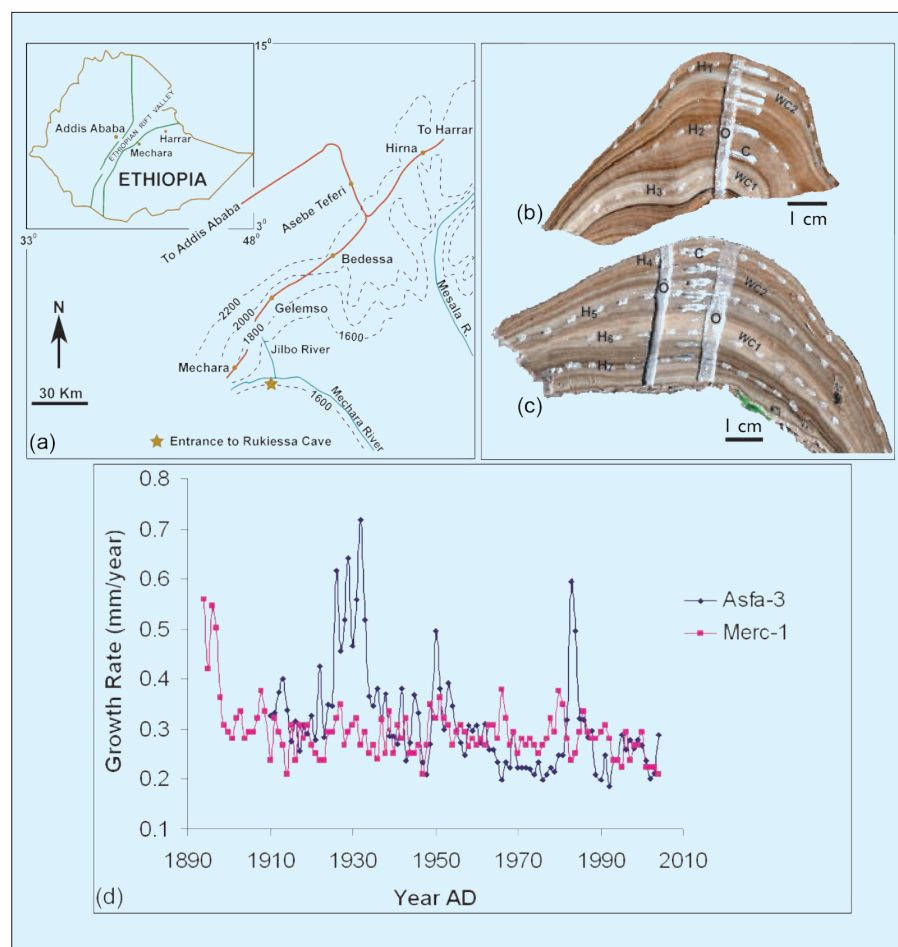 15°
Addis Ababa
ETHIOPIAN RIFT VALLEY
Harrar
Mechara
ETHIOPIA
33
48
3°
To Harrar
Hirna
To Addis Ababa
Asebe Teferi
Bedessa
Mesala R.
2200
2000
1800
Gelemso
1600
N
Jilbo River
Mechara
30 Km
Mechara River
1600
(a)
Entrance to Rukiessa Cave
H1
WC2
H2
O
C
H3
WC1
(b)
1 cm
H4
C
O
WC2
H5
O
H6
WC1
H7
(c)
1 cm
0.8
0.7
0.6
0.5
0.4
0.3
0.2
0.1
Growth Rate (mm/year)
Asfa-3
Merc-1
1890 1910 1930 1950 1970 1990 2010
(d)
Year AD